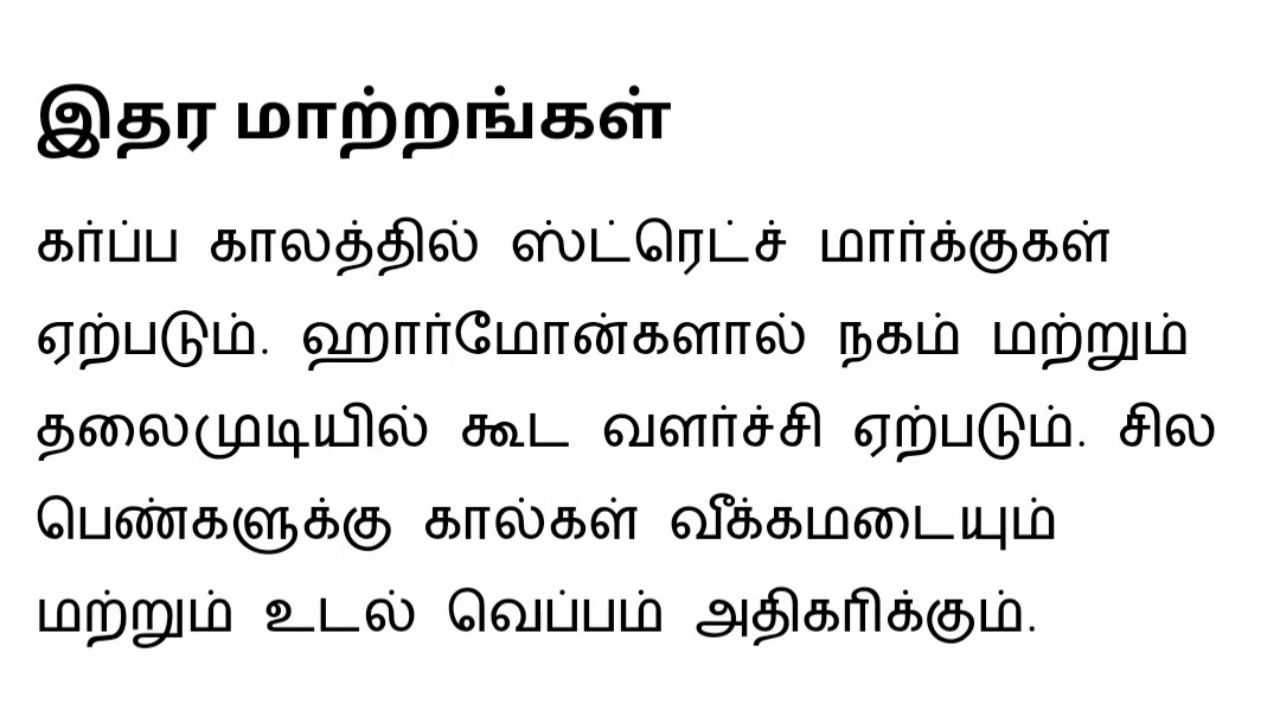 இதர மாற்றங்கள்
கர்ப்ப காலத்தில் ஸ்ட்ரெட்ச் மார்க்குகள்
ஏற்படும். ஹார்மோன்களால் நகம் மற்றும்
தலைமுடியில் கூட வளர்ச்சி ஏற்படும். சில
பெண்களுக்கு கால்கள் வீக்கமடையும்
மற்றும் உடல் வெப்பம் அதிகரிக்கும்.